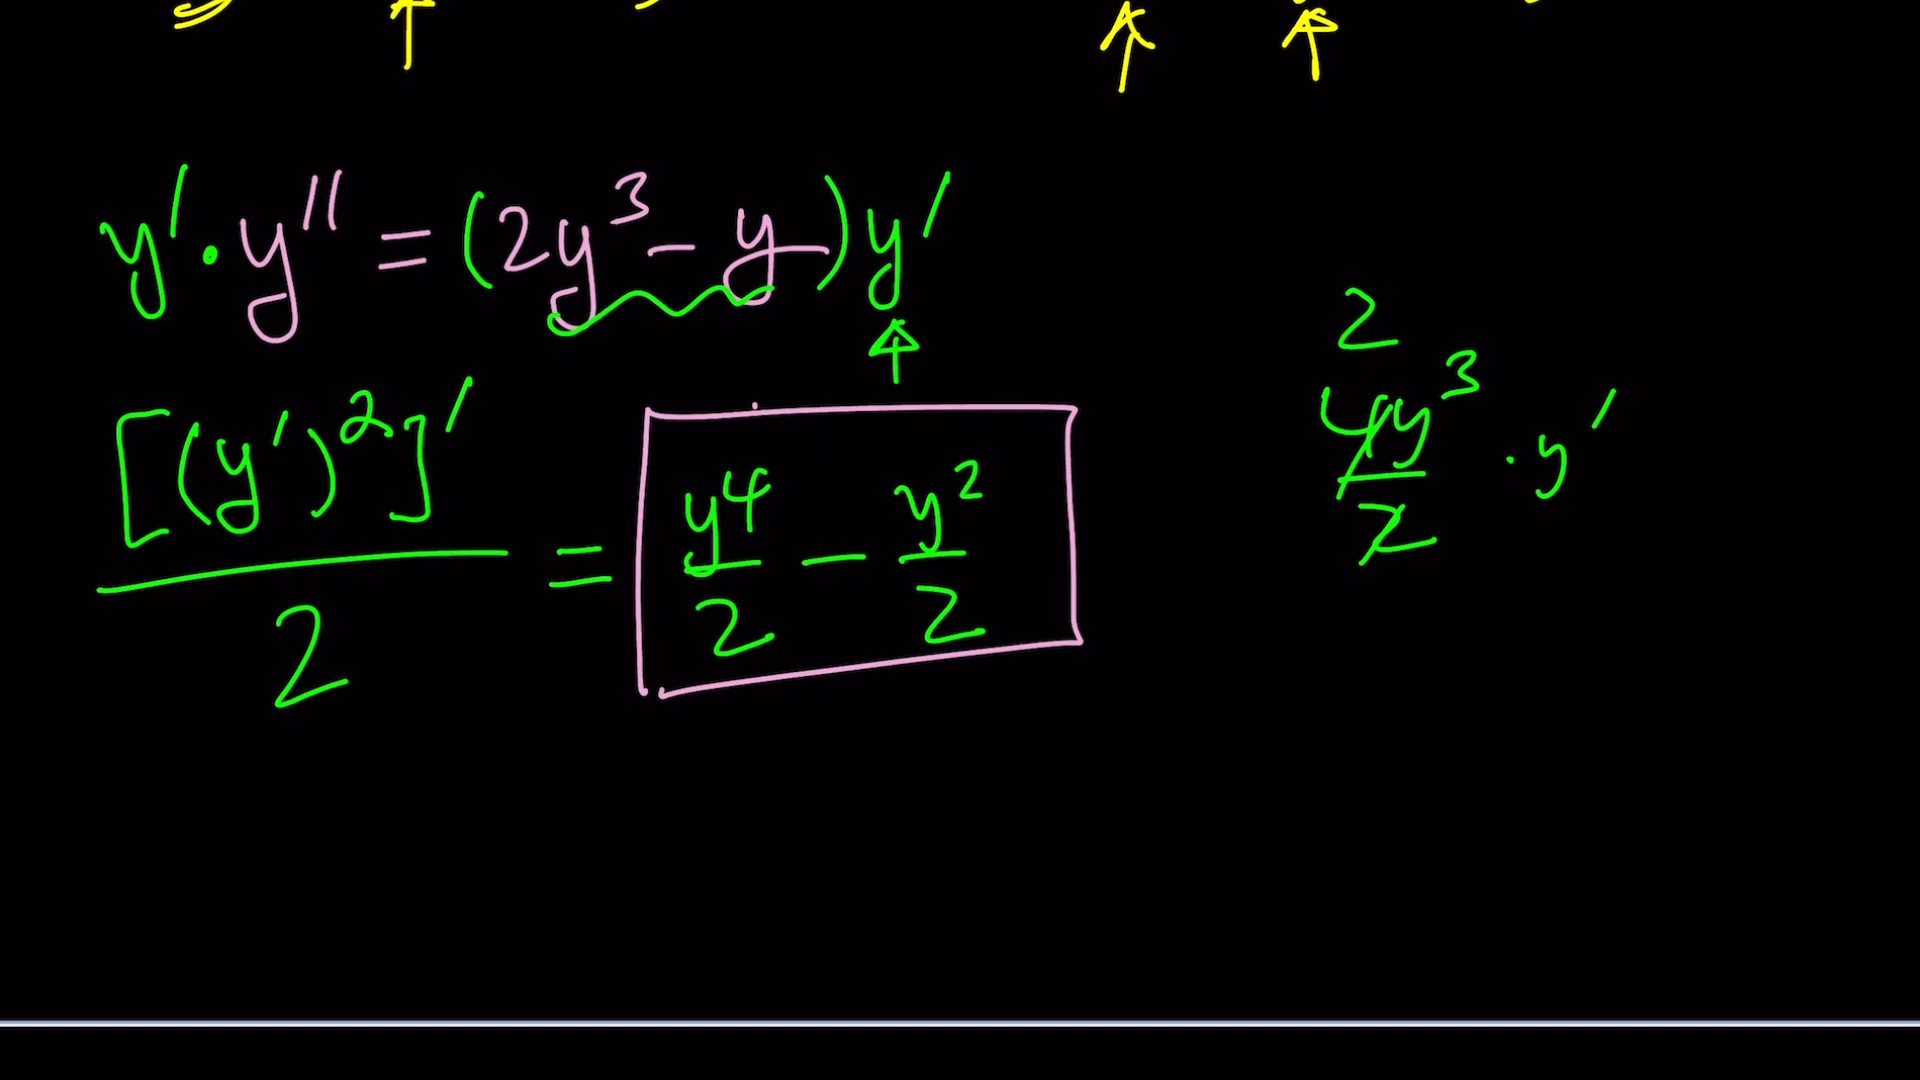 y' · y'' = (2y³ - y) y'
[(y')²]' / 2 = y⁴/2 - y²/2
2
4y³/2 · y'